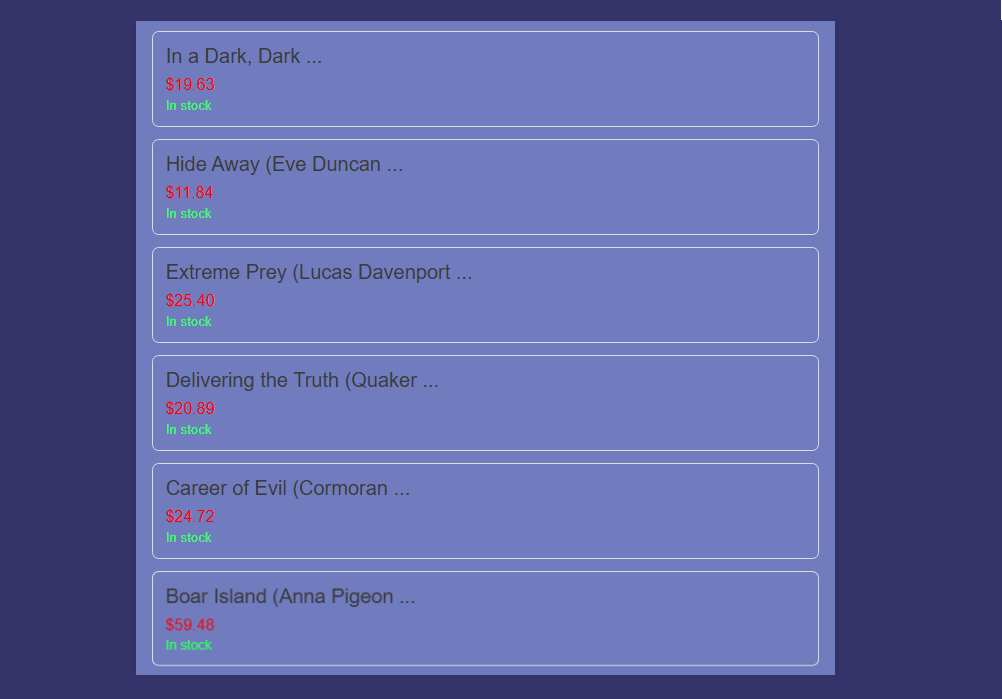 In a Dark, Dark ...
$19.63
In stock
Hide Away (Eve Duncan ...
$11.84
In stock
Extreme Prey (Lucas Davenport ...
$25.40
In stock
Delivering the Truth (Quaker ...
$20.89
In stock
Career of Evil (Cormoran ...
$24.72
In stock
Boar Island (Anna Pigeon ...
$59.48
In stock